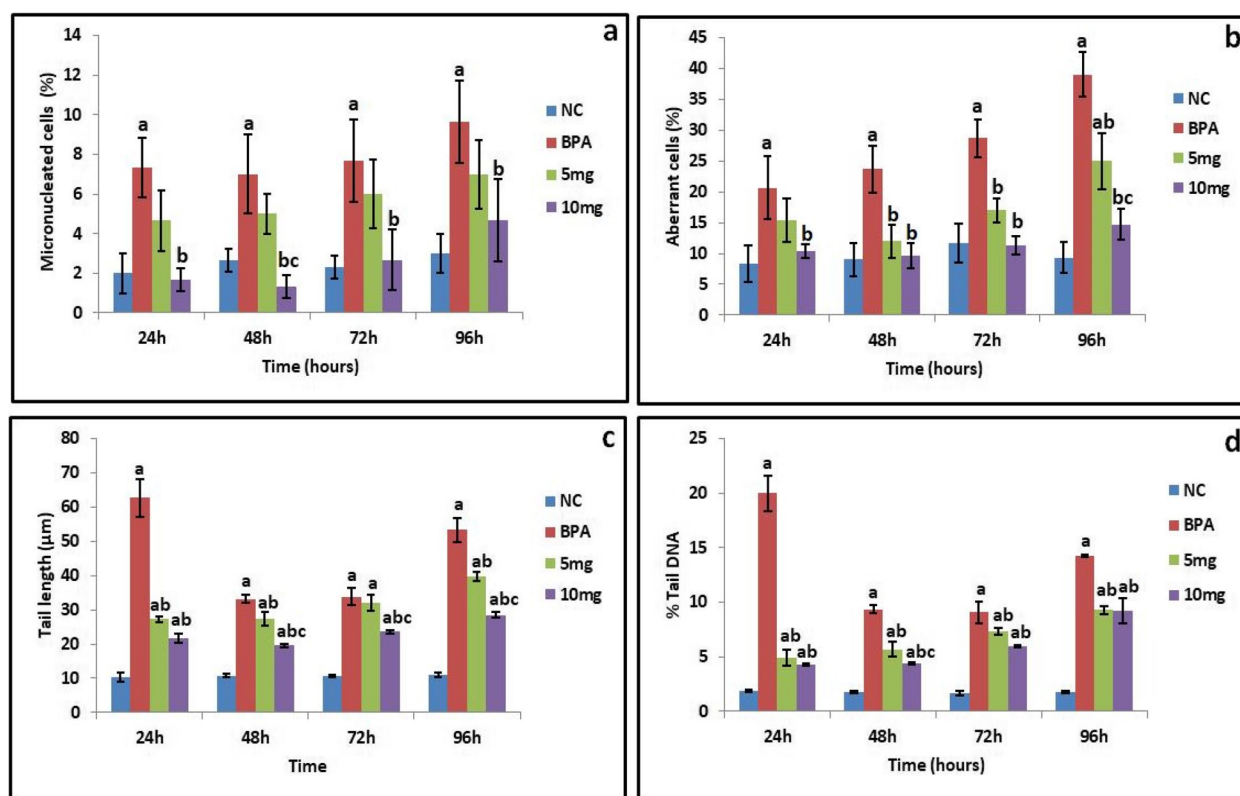 a
Micronucleated cells (%)
14
12
10
8
6
4
2
0
a
b
a
bc
a
b
a
b
24h
48h
72h
96h
Time (hours)
NC
BPA
5mg
10mg
b
Aberrant cells (%)
45
40
35
30
25
20
15
10
5
0
a
b
a
b
b
a
b
b
a
ab
bc
24h
48h
72h
96h
Time (hours)
NC
BPA
5mg
10mg
c
Tail length (µm)
80
70
60
50
40
30
20
10
0
a
ab
ab
a
ab
abc
a
a
abc
a
ab
abc
24h
48h
72h
96h
Time
NC
BPA
5mg
10mg
d
% Tail DNA
25
20
15
10
5
0
a
ab
ab
a
ab
abc
a
ab
ab
a
ab
ab
24h
48h
72h
96h
Time (hours)
NC
BPA
5mg
10mg